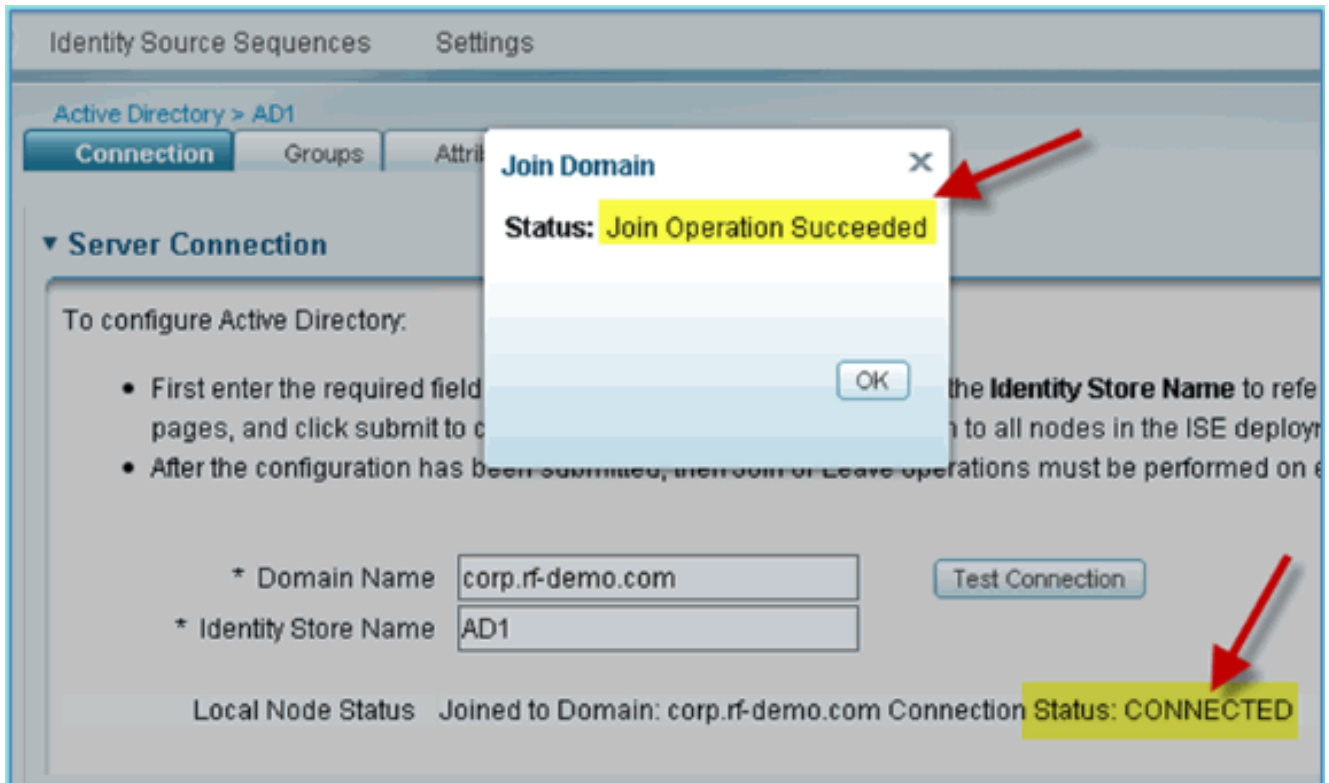 Identity Source Sequences Settings
Active Directory > AD1
Connection Groups
Join Domain
Status: Join Operation Succeeded
OK
▼ Server Connection
To configure Active Directory:
• First enter the required field the Identity Store Name to refe
pages, and click submit to c n to all nodes in the ISE deploy
• After the configuration has been submitted, then Join or Leave operations must be performed on e
* Domain Name corp.rf-demo.com Test Connection
* Identity Store Name AD1
Local Node Status Joined to Domain: corp.rf-demo.com Connection Status: CONNECTED